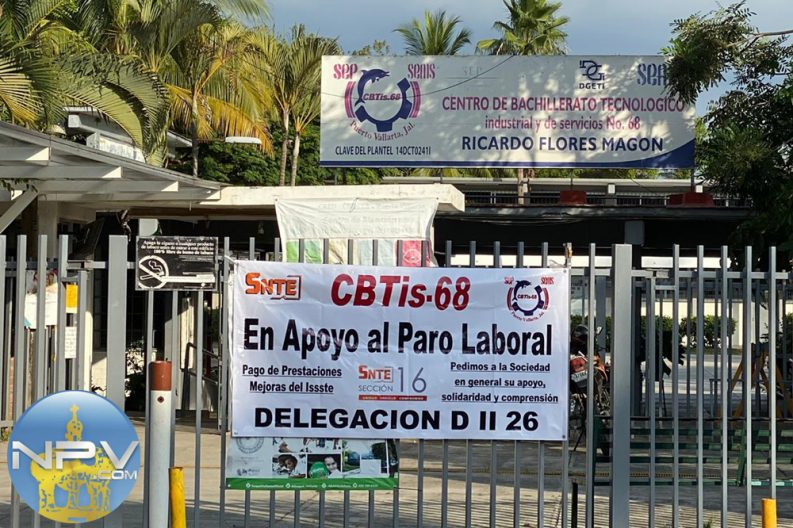 sep sems
DGETI
sems
CBTis-68
Puerto Vallarta, Jal.
CENTRO DE BACHILLERATO TECNOLOGICO
industrial y de servicios No. 68
RICARDO FLORES MAGON
CLAVE DEL PLANTEL 14DCT0241I
SNTE
CBTis-68
En Apoyo al Paro Laboral
Pago de Prestaciones
Mejoras del Issste
SNTE
SECCIÓN 16
Pedimos a la Sociedad
en general su apoyo,
solidaridad y comprensión
DELEGACION D II 26
NPV
.COM